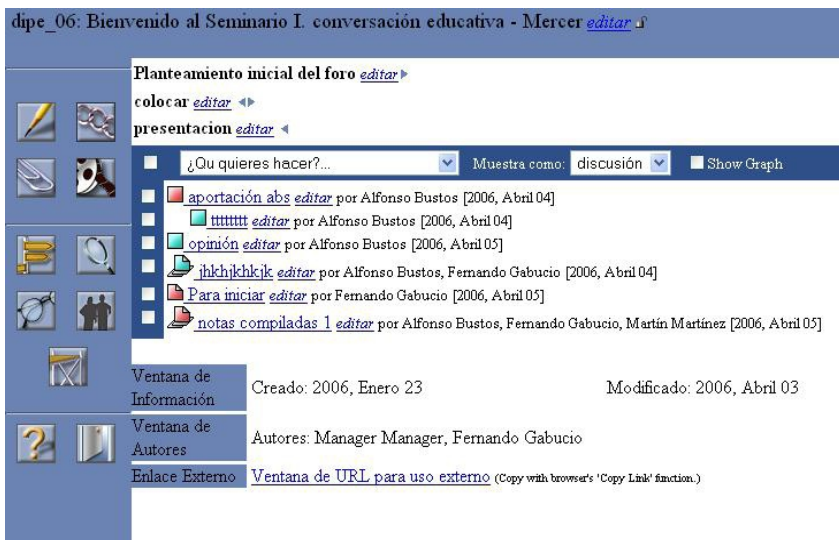 dipe_06: Bienvenido al Seminario I. conversación educativa - Mercer editar
Planteamiento inicial del foro editar
colocar editar
presentacion editar
¿Qu quieres hacer?... Muestra como: discusión Show Graph
aportación abs editar por Alfonso Bustos [2006, Abril 04]
tttttttt editar por Alfonso Bustos [2006, Abril 04]
opinión editar por Alfonso Bustos [2006, Abril 05]
jhkhjkhkjk editar por Alfonso Bustos, Fernando Gabucio [2006, Abril 04]
Para iniciar editar por Fernando Gabucio [2006, Abril 05]
notas compiladas 1 editar por Alfonso Bustos, Fernando Gabucio, Martín Martínez [2006, Abril 05]
Ventana de
Información
Creado: 2006, Enero 23 Modificado: 2006, Abril 03
Ventana de
Autores
Autores: Manager Manager, Fernando Gabucio
Enlace Externo Ventana de URL para uso externo (Copy with browser's 'Copy Link' function.)